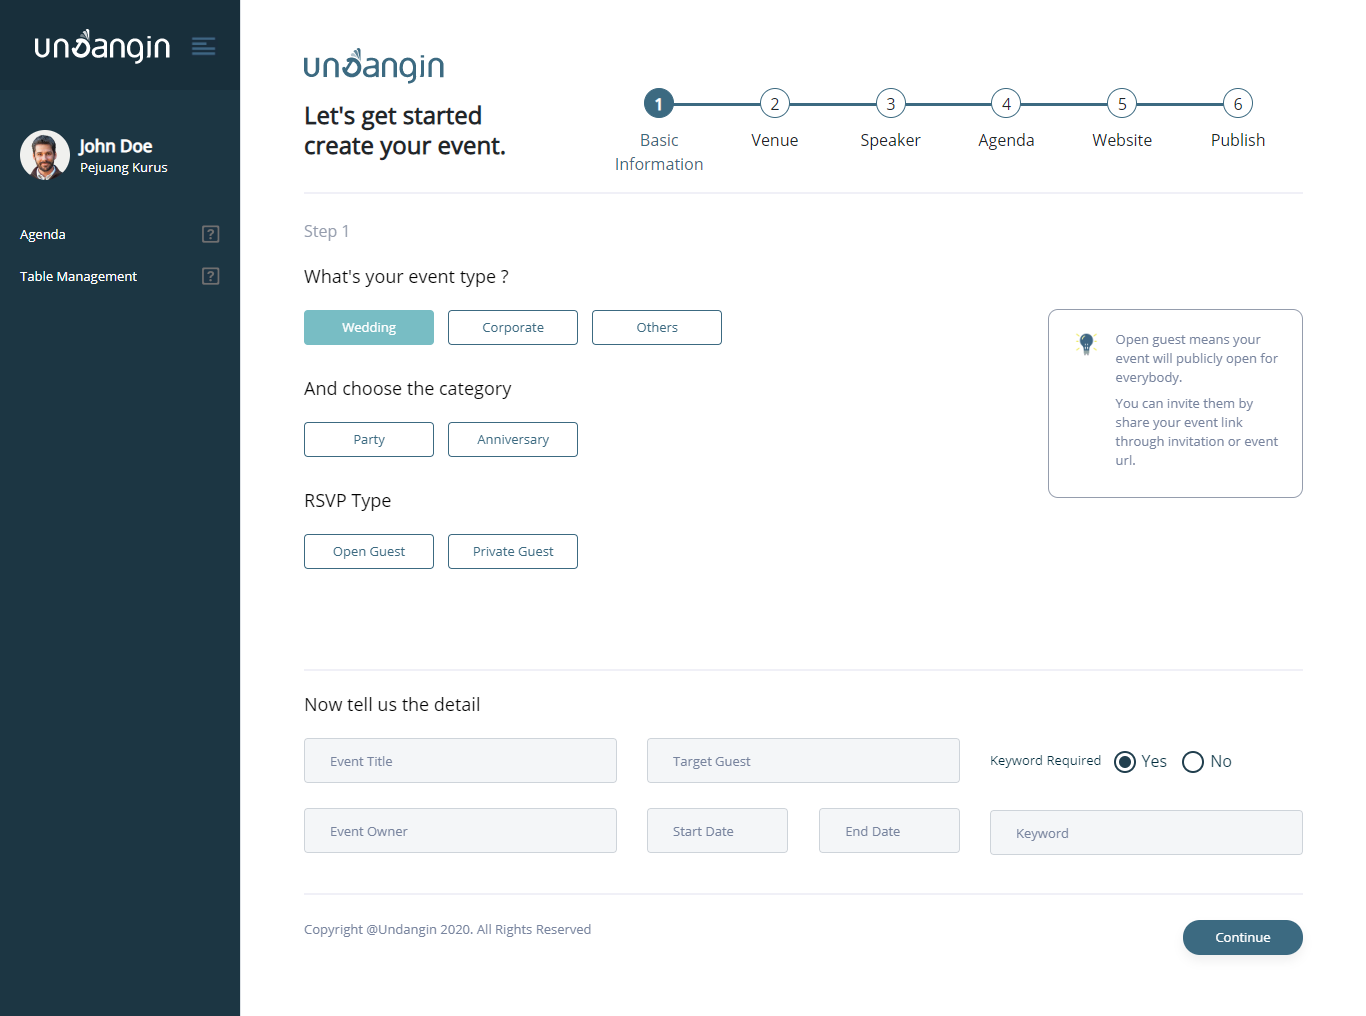 undangin
John Doe
Pejuang Kurus
Agenda
Table Management
undangin
Let's get started
create your event.
1
2
3
4
5
6
Basic
Information
Venue
Speaker
Agenda
Website
Publish
Step 1
What's your event type ?
Wedding
Corporate
Others
And choose the category
Party
Anniversary
RSVP Type
Open Guest
Private Guest
Open guest means your
event will publicly open for
everybody.
You can invite them by
share your event link
through invitation or event
url.
Now tell us the detail
Event Title
Target Guest
Keyword Required
Yes
No
Event Owner
Start Date
End Date
Keyword
Copyright @Undangin 2020. All Rights Reserved
Continue